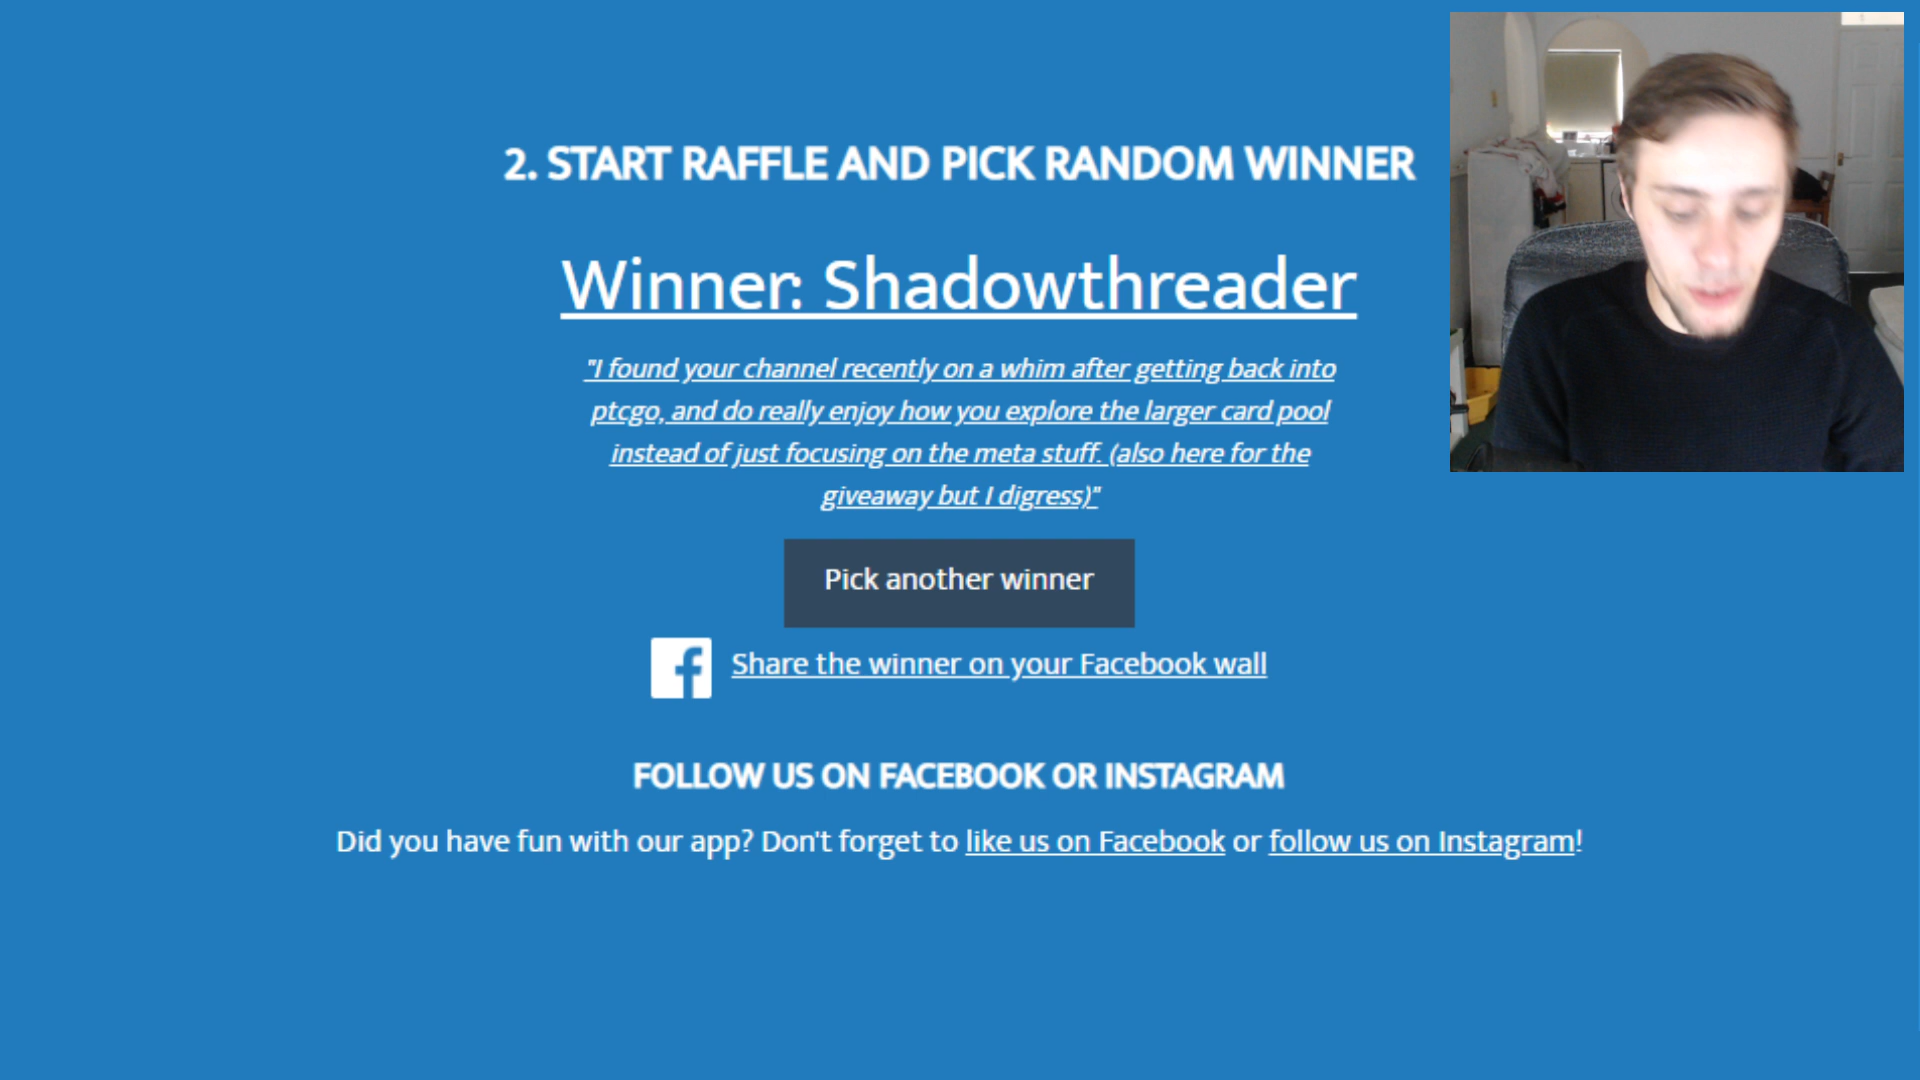 2. START RAFFLE AND PICK RANDOM WINNER
Winner: Shadowthreader
"I found your channel recently on a whim after getting back into
ptcgo, and do really enjoy how you explore the larger card pool
instead of just focusing on the meta stuff. (also here for the
giveaway but I digress)"
Pick another winner
Share the winner on your Facebook wall
FOLLOW US ON FACEBOOK OR INSTAGRAM
Did you have fun with our app? Don't forget to like us on Facebook or follow us on Instagram!